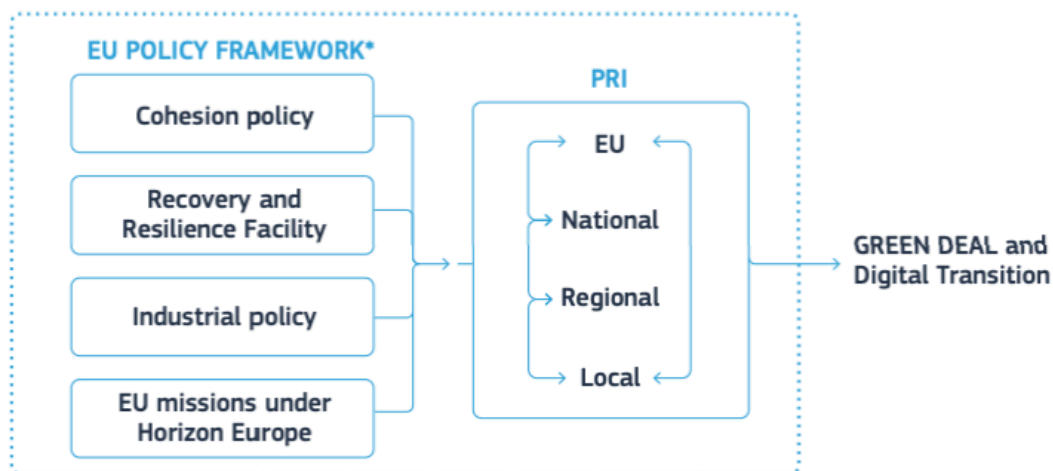 EU POLICY FRAMEWORK*
Cohesion policy
Recovery and
Resilience Facility
Industrial policy
EU missions under
Horizon Europe
PRI
EU
National
Regional
Local
GREEN DEAL and
Digital Transition